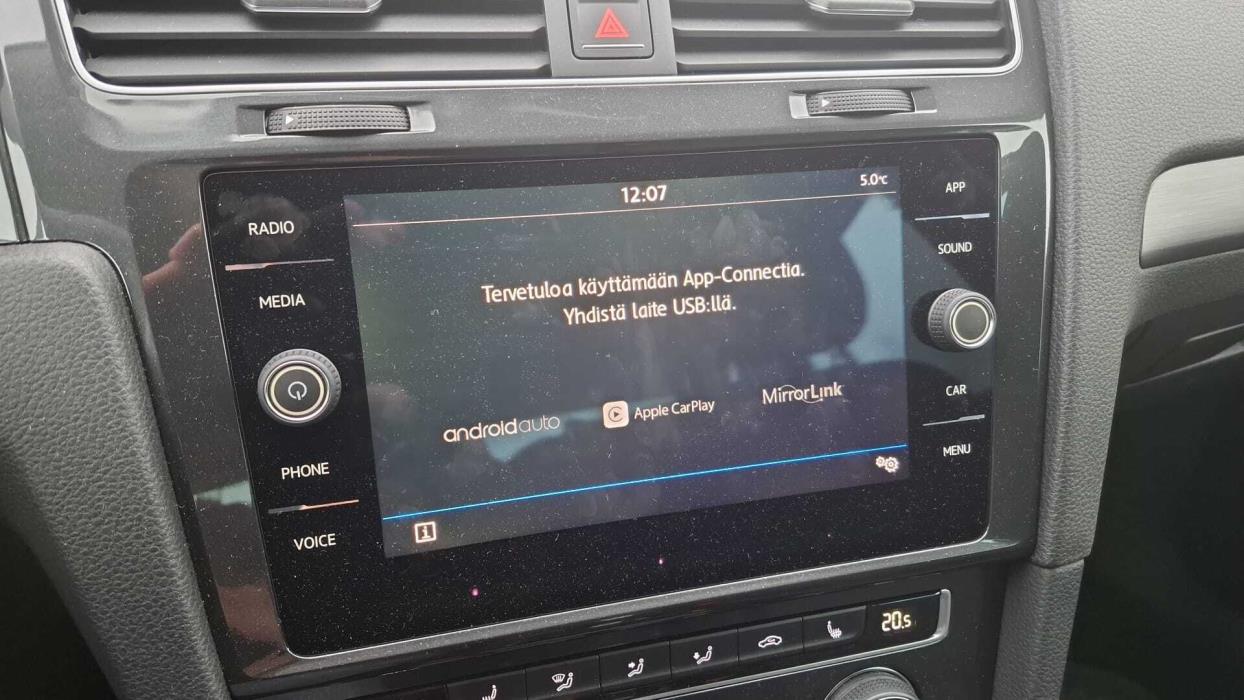 12:07
5.0°C
RADIO
MEDIA
PHONE
VOICE
Tervetuloa käyttämään App-Connectia.
Yhdistä laite USB:llä.
androidauto
Apple CarPlay
MirrorLink
i
APP
SOUND
CAR
MENU
20.5